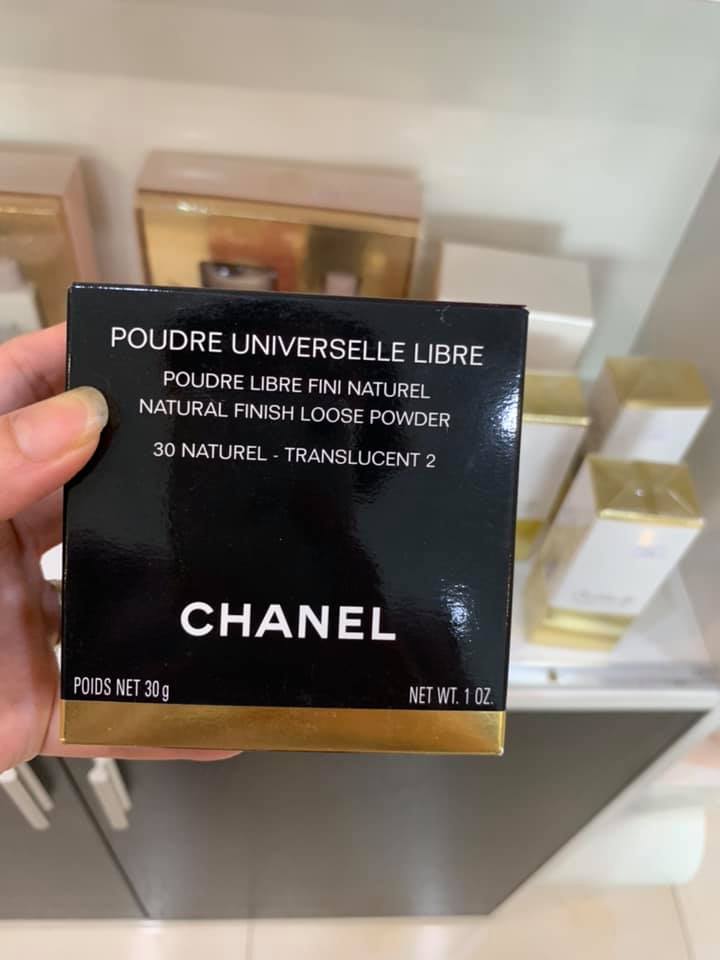 POUDRE UNIVERSELLE LIBRE
POUDRE LIBRE FINI NATUREL
NATURAL FINISH LOOSE POWDER
30 NATUREL - TRANSLUCENT 2
CHANEL
POIDS NET 30 g
NET WT. 1 OZ.